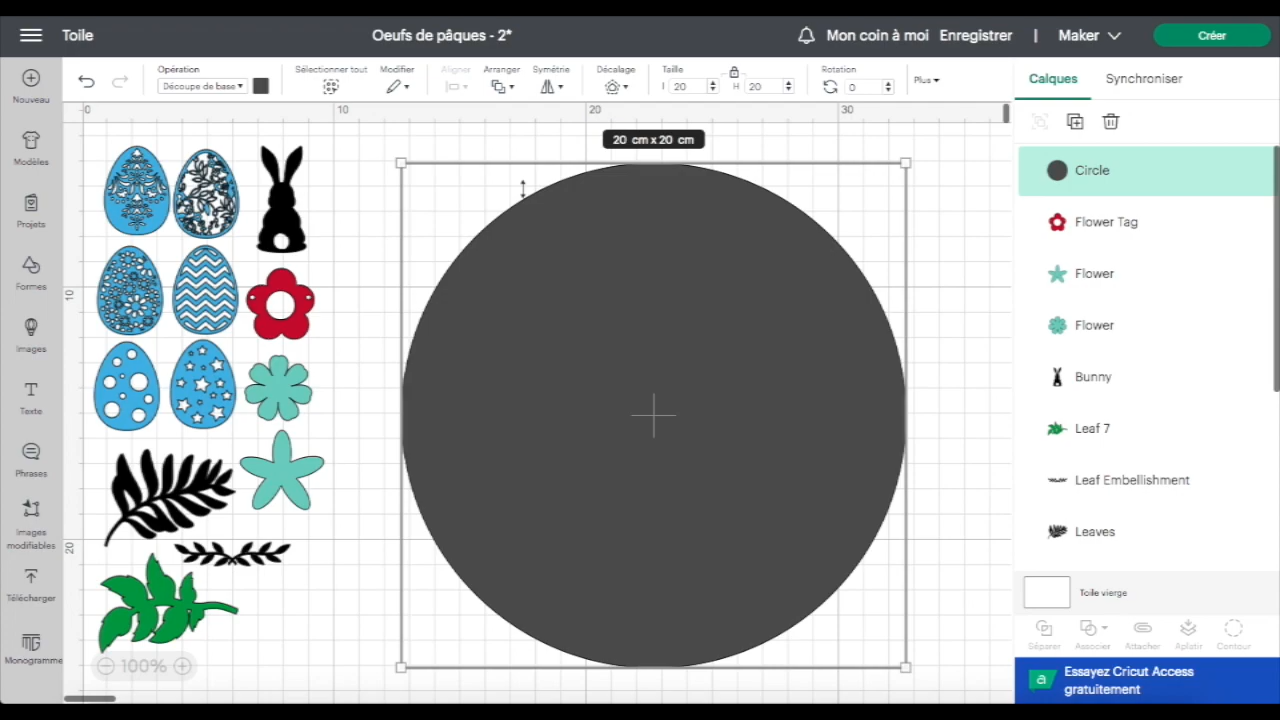 Toile
Oeufs de pâques - 2*
Mon coin à moi
Enregistrer
|
Maker
Créer
Nouveau
Modèles
Projets
Formes
Images
Texte
Phrases
Images
modifiables
Télécharger
Monogramme
Opération
Découpe de base
Sélectionner tout
Modifier
Aligner
Arranger
Symétrie
Décalage
Taille
l 20
H 20
Rotation
0
Plus
0
10
20
30
10
20
20 cm x 20 cm
100%
Calques
Synchroniser
Circle
Flower Tag
Flower
Flower
Bunny
Leaf 7
Leaf Embellishment
Leaves
Toile vierge
Séparer
Associer
Attacher
Aplatir
Contour
a
Essayez Cricut Access
gratuitement